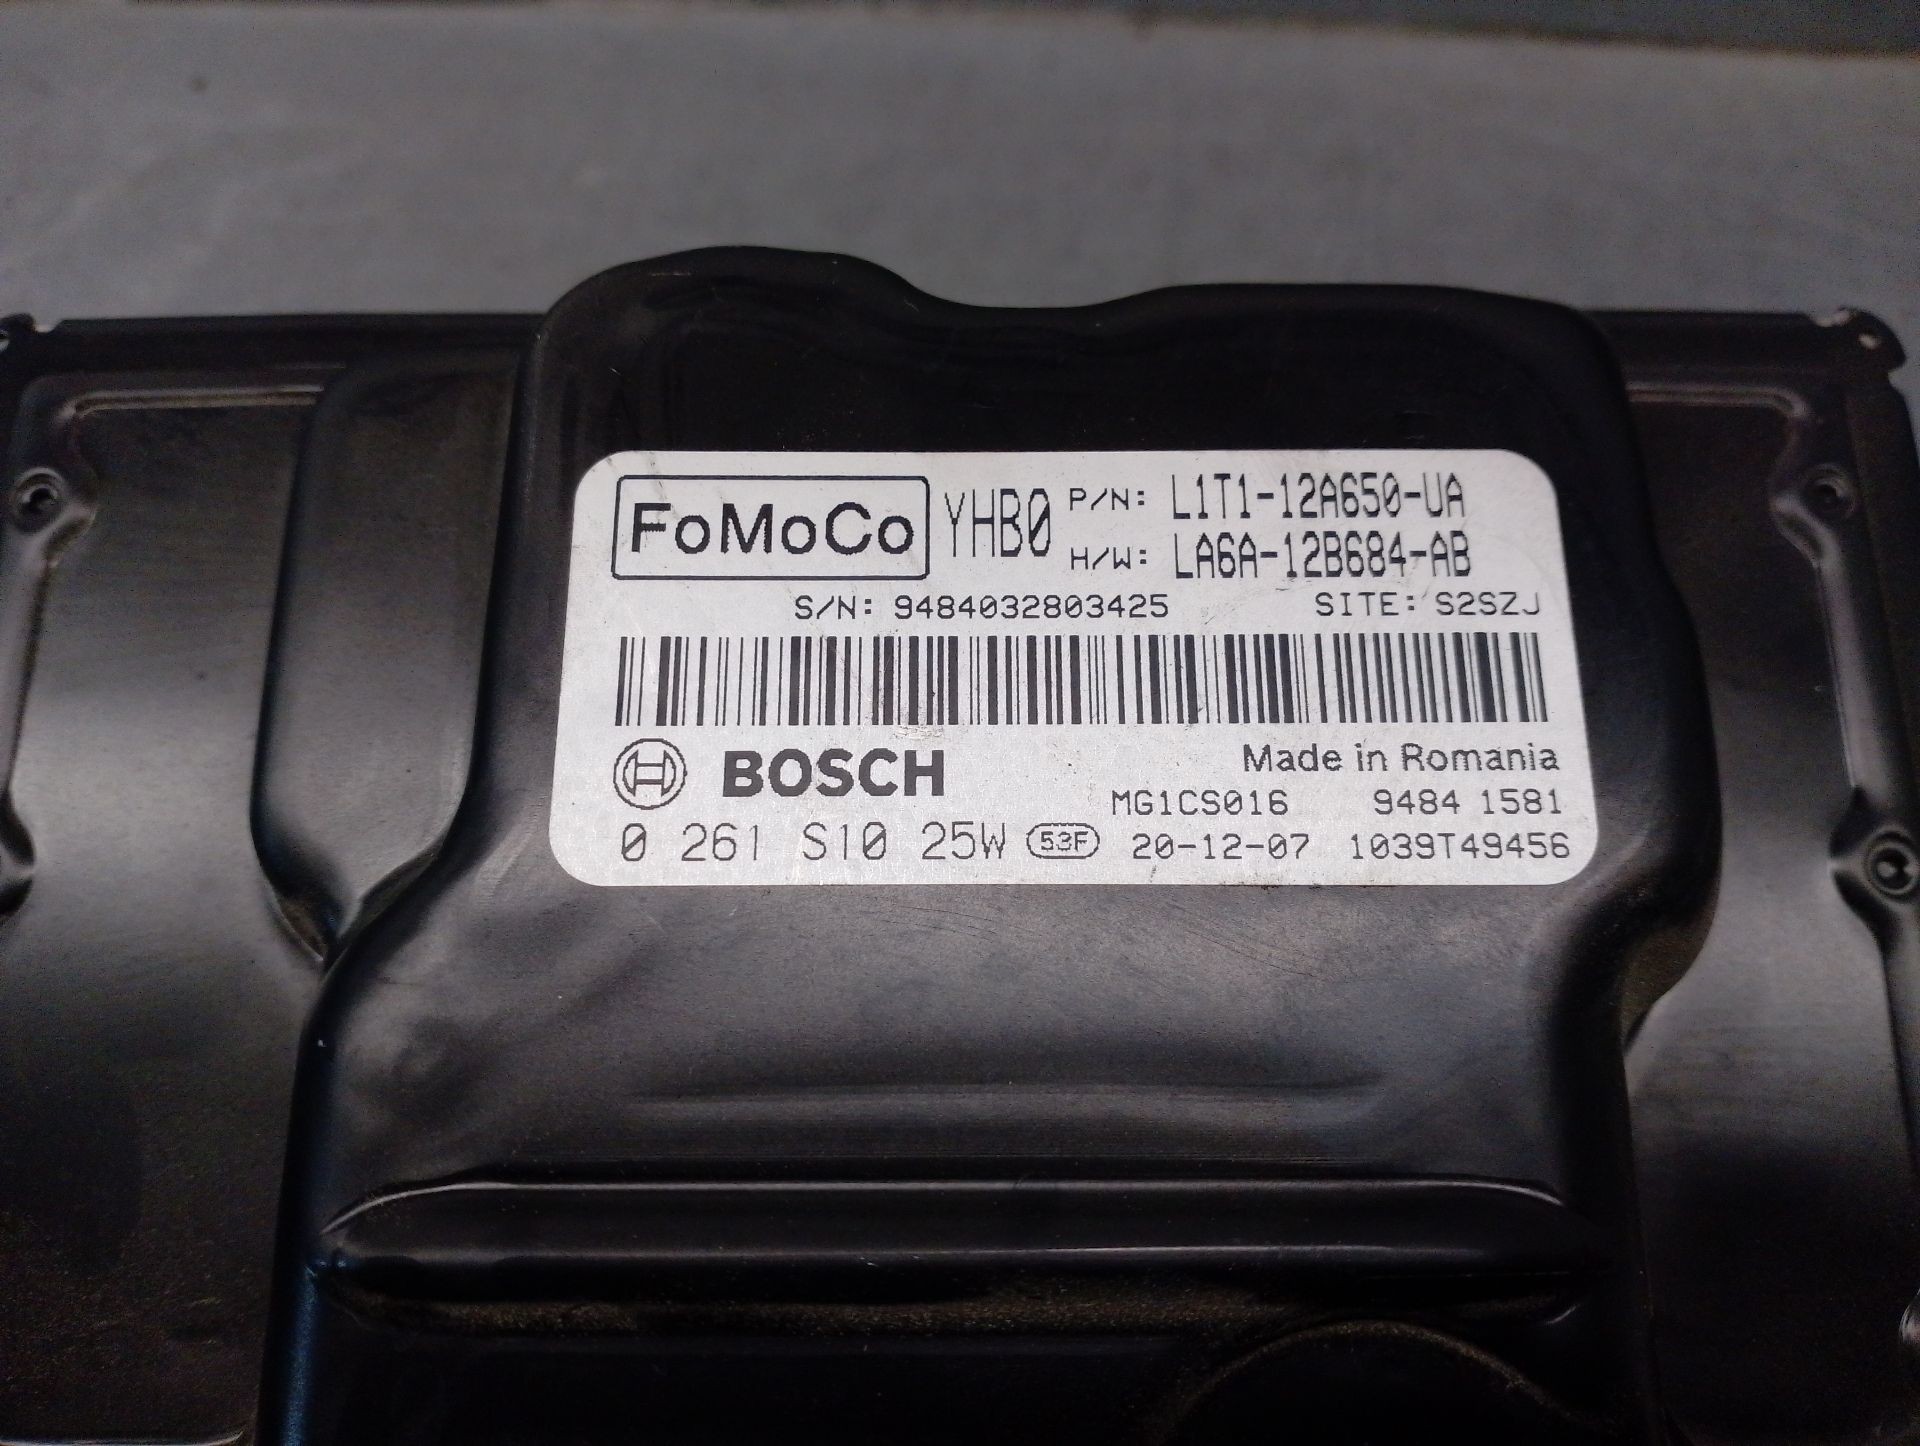 FoMoCo YHB0 P/N: L1T1-12A650-UA
H/W: LA6A-12B684-AB
S/N: 9484032803425 SITE: S2SZJ
BOSCH Made in Romania
MG1CS016 9484 1581
0 261 S10 25W 53F 20-12-07 1039T49456